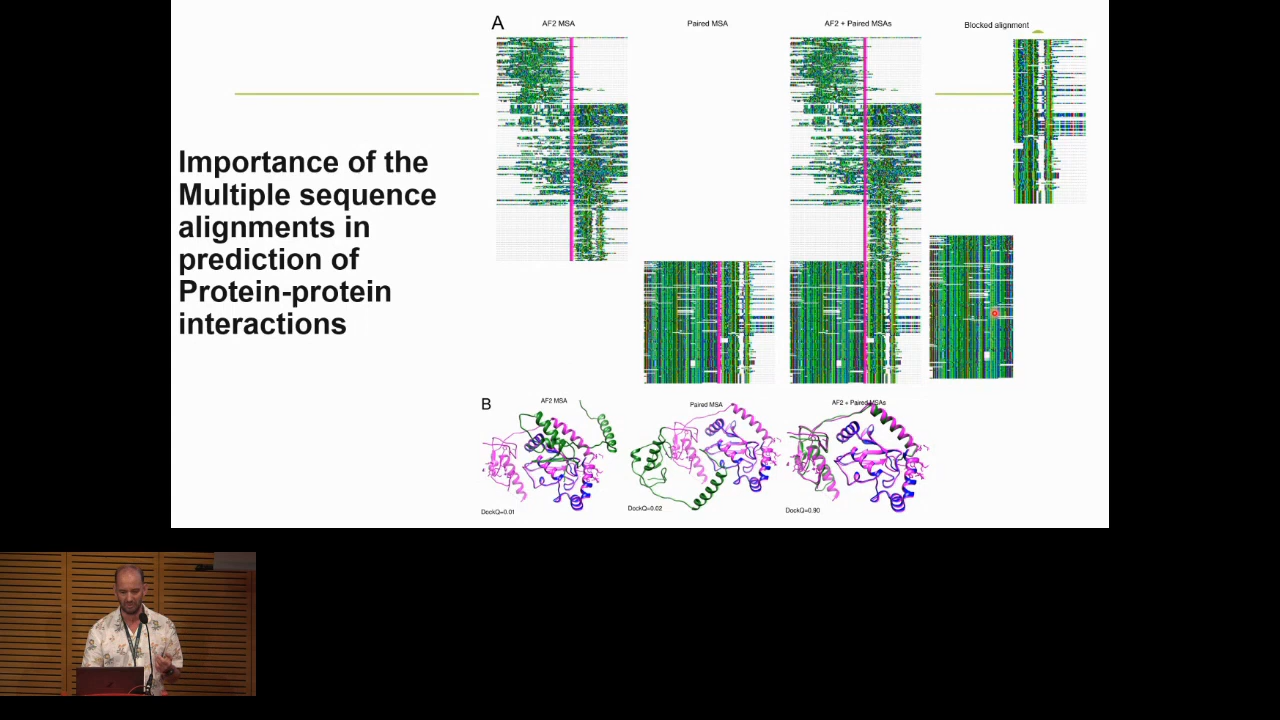 Importance of the
Multiple sequence
alignments in
prediction of
Protein-protein
interactions
A
AF2 MSA
Paired MSA
AF2 + Paired MSAs
Blocked alignment
B
AF2 MSA
Paired MSA
AF2 + Paired MSAs
DockQ=0.01
DockQ=0.02
DockQ=0.90